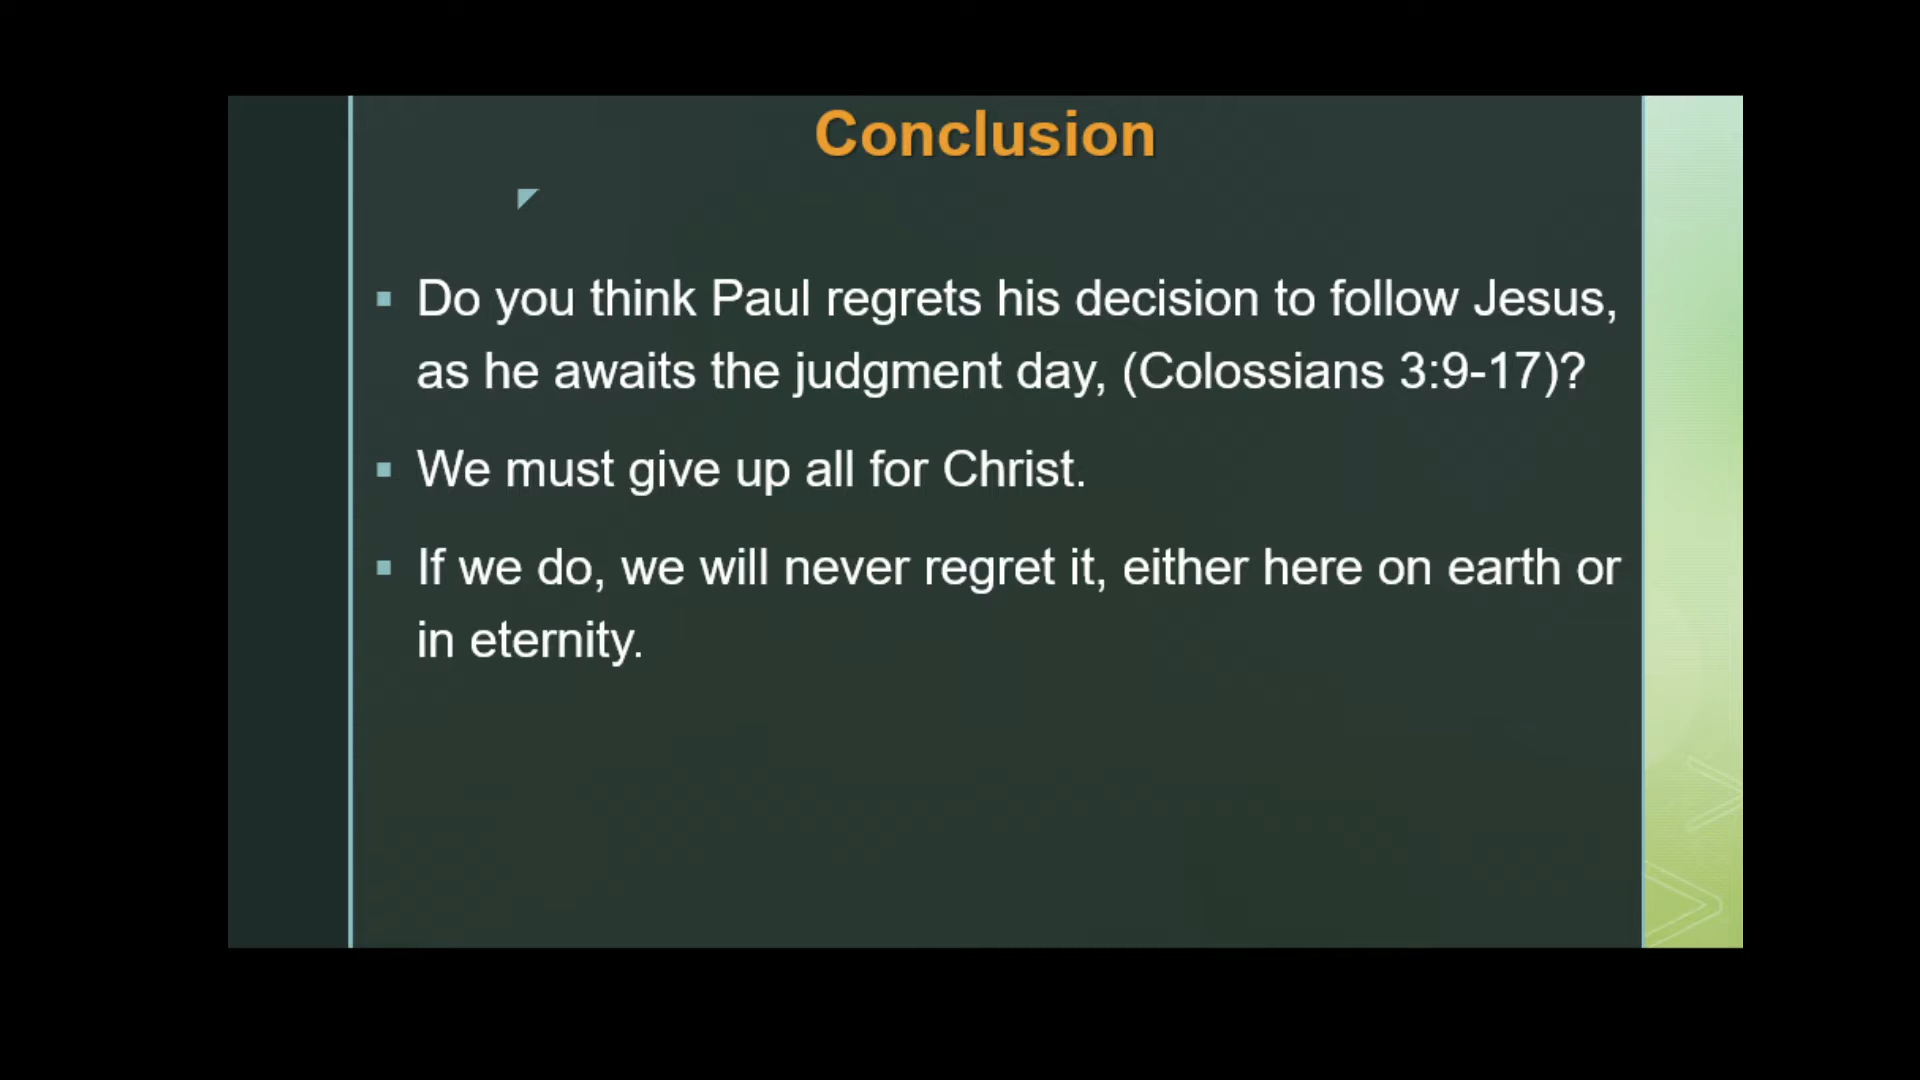 Conclusion
Do you think Paul regrets his decision to follow Jesus,
as he awaits the judgment day, (Colossians 3:9-17)?
We must give up all for Christ.
If we do, we will never regret it, either here on earth or
in eternity.